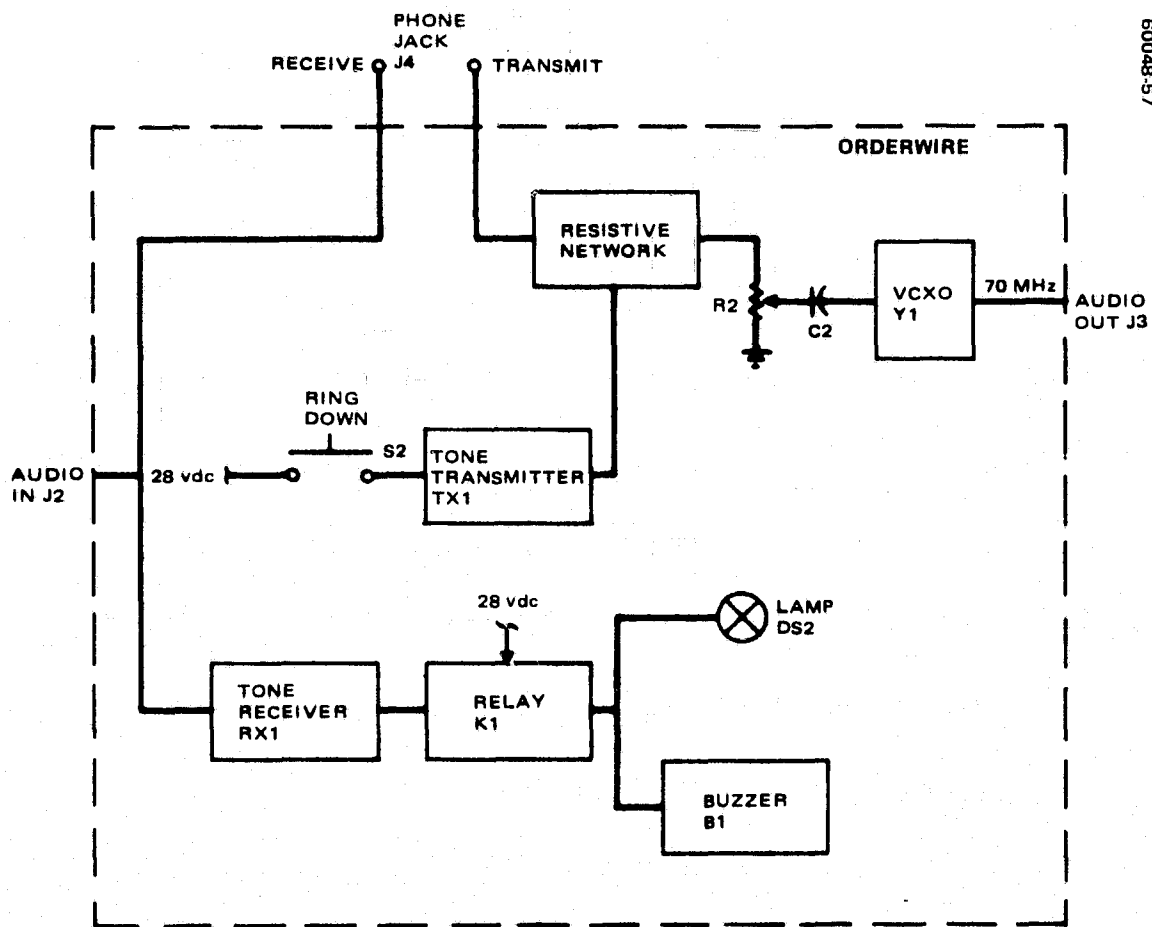 60048-57
PHONE
JACK
J4
RECEIVE
TRANSMIT
ORDERWIRE
RESISTIVE
NETWORK
R2
C2
VCXO
Y1
70 MHz
AUDIO
OUT J3
RING
DOWN
S2
AUDIO
IN J2
28 vdc
TONE
TRANSMITTER
TX1
28 vdc
LAMP
DS2
TONE
RECEIVER
RX1
RELAY
K1
BUZZER
B1